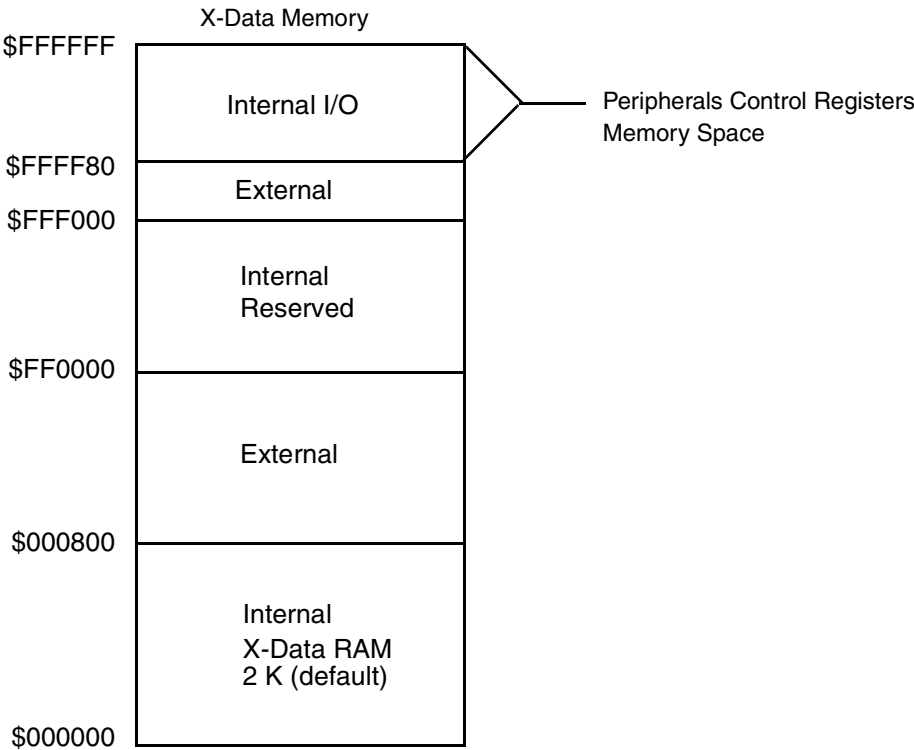 X-Data Memory
$FFFFFF
Internal I/O
Peripherals Control Registers
Memory Space
$FFFF80
External
$FFF000
Internal
Reserved
$FF0000
External
$000800
Internal
X-Data RAM
2 K (default)
$000000